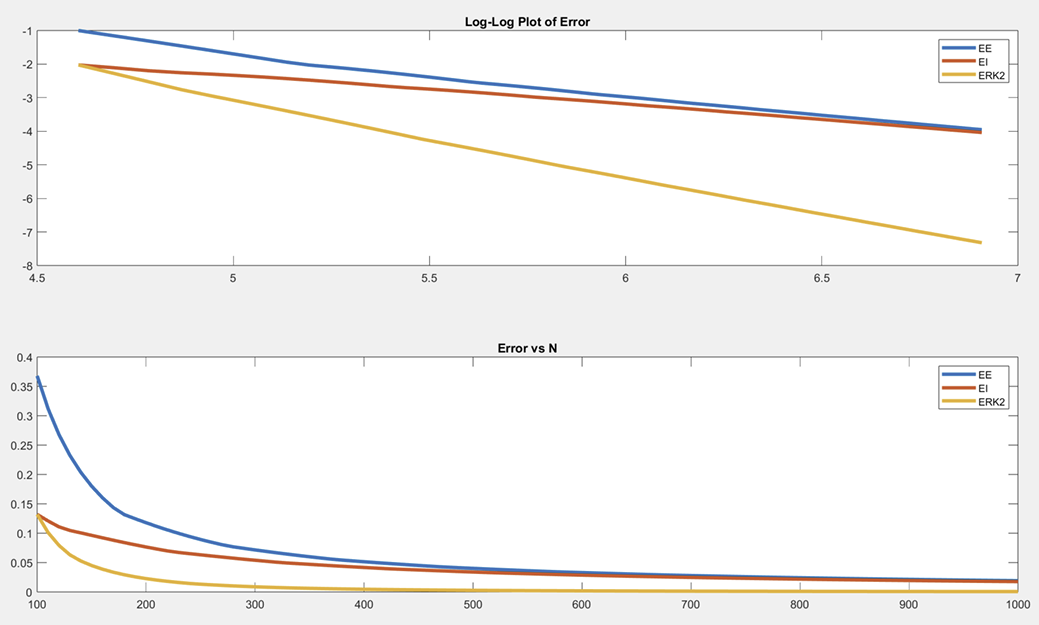 Log-Log Plot of Error
-1
-2
-3
-4
-5
-6
-7
-8
4.5 5 5.5 6 6.5 7
EE
EI
ERK2
Error vs N
0.4
0.35
0.3
0.25
0.2
0.15
0.1
0.05
0
100 200 300 400 500 600 700 800 900 1000
EE
EI
ERK2